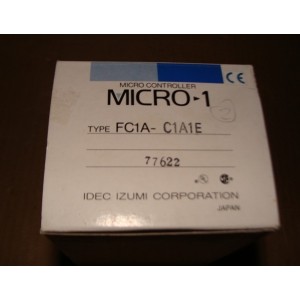 CE
MICRO CONTROLLER
MICRO-1
TYPE FC1A- C1A1E
77622
IDEC IZUMI CORPORATION
JAPAN